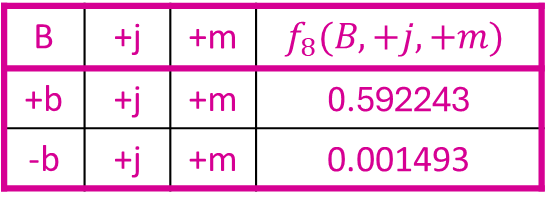 B +j +m f₈(B, +j, +m)
+b +j +m 0.592243
-b +j +m 0.001493